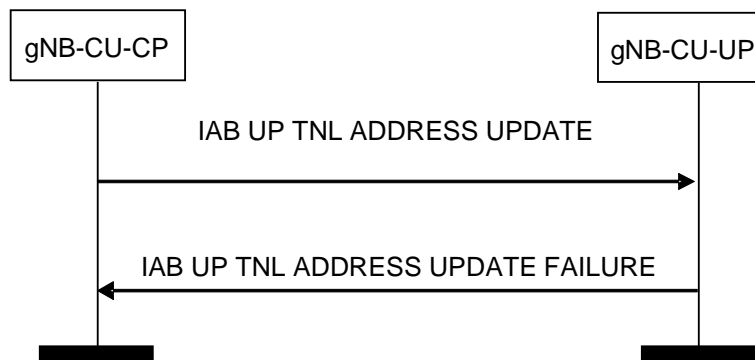 gNB-CU-CP
gNB-CU-UP
IAB UP TNL ADDRESS UPDATE
IAB UP TNL ADDRESS UPDATE FAILURE